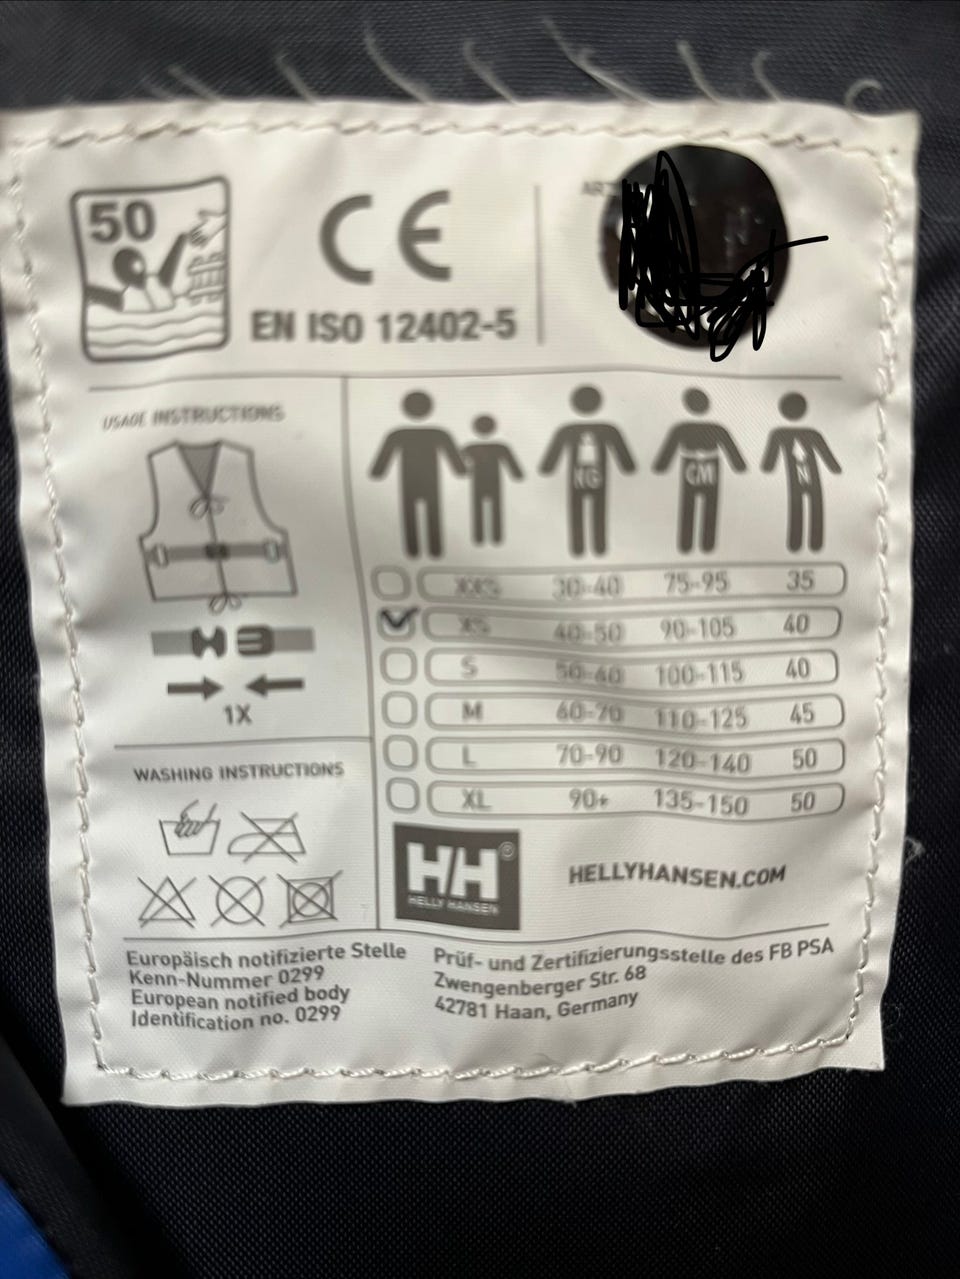 50
CE
EN ISO 12402-5
USAGE INSTRUCTIONS
KG CM N
XXS 30-40 75-95 35
XS 40-50 90-105 40
S 50-60 100-115 40
M 60-70 110-125 45
L 70-90 120-140 50
XL 90+ 135-150 50
1X
WASHING INSTRUCTIONS
H/H®
HELLY HANSEN
HELLYHANSEN.COM
Europäisch notifizierte Stelle
Kenn-Nummer 0299
European notified body
Identification no. 0299
Prüf- und Zertifizierungsstelle des FB PSA
Zwengenberger Str. 68
42781 Haan, Germany